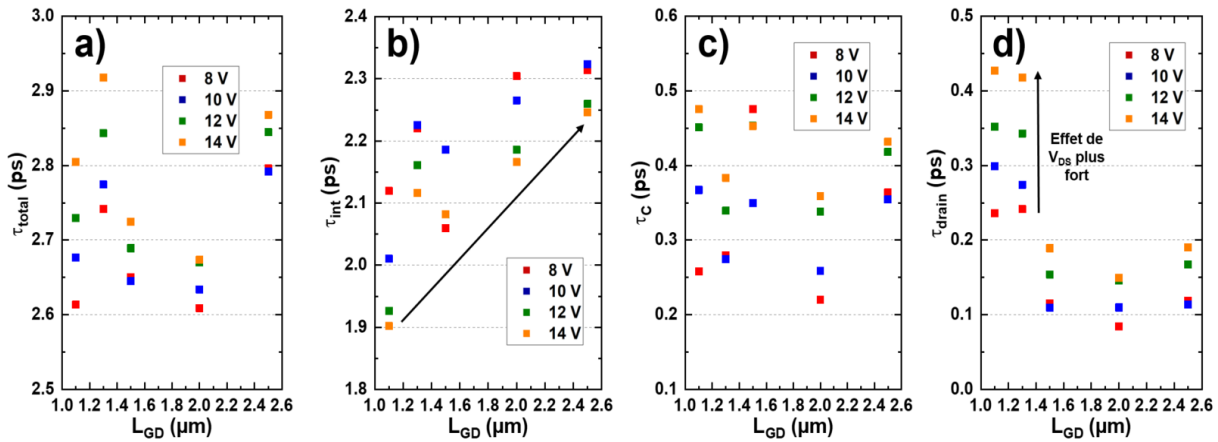 a)
τtotal (ps)
3.0
2.9
2.8
2.7
2.6
2.5
8 V
10 V
12 V
14 V
1.0 1.2 1.4 1.6 1.8 2.0 2.2 2.4 2.6
LGD (µm)
b)
τint (ps)
2.4
2.3
2.2
2.1
2.0
1.9
1.8
8 V
10 V
12 V
14 V
1.0 1.2 1.4 1.6 1.8 2.0 2.2 2.4 2.6
LGD (µm)
c)
τC (ps)
0.6
0.5
0.4
0.3
0.2
0.1
8 V
10 V
12 V
14 V
1.0 1.2 1.4 1.6 1.8 2.0 2.2 2.4 2.6
LGD (µm)
d)
τdrain (ps)
0.5
0.4
0.3
0.2
0.1
0.0
8 V
10 V
12 V
14 V
Effet de
VDS plus
fort
1.0 1.2 1.4 1.6 1.8 2.0 2.2 2.4 2.6
LGD (µm)